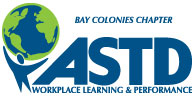 BAY COLONIES CHAPTER
ASTD
WORKPLACE LEARNING & PERFORMANCE